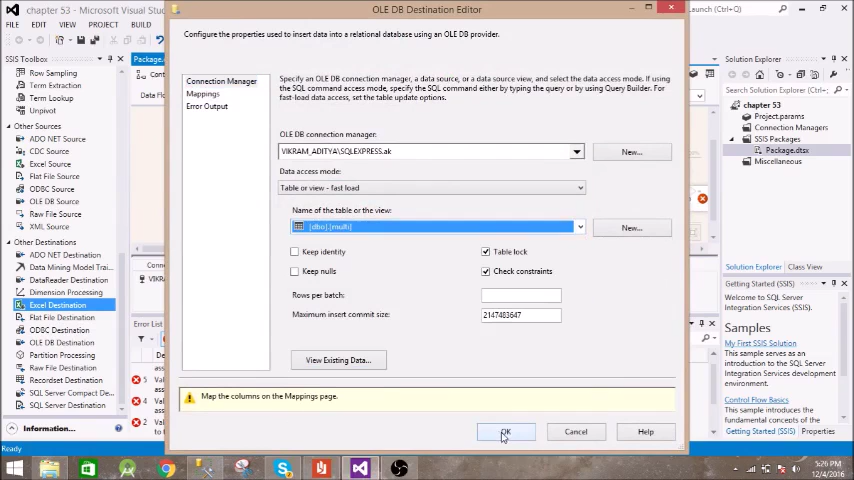 chapter 53 - Microsoft Visual Stud
OLE DB Destination Editor
Launch (Ctrl+Q)
FILE EDIT VIEW PROJECT
SSIS Toolbox
Row Sampling
Term Extraction
Term Lookup
Unpivot
Other Sources
ADO NET Source
CDC Source
Excel Source
Flat File Source
ODBC Source
OLE DB Source
Raw File Source
XML Source
Other Destinations
ADO NET Destination
Data Mining Model Trai...
DataReader Destination
Dimension Processing
Excel Destination
Flat File Destination
ODBC Destination
OLE DB Destination
Partition Processing
Raw File Destination
Recordset Destination
SQL Server Compact De...
SQL Server Destination
Information...
Package.
Data Flo
Conne
VIKR
Error List
5
6
1
2
Configure the properties used to insert data into a relational database using an OLE DB provider.
Connection Manager
Mappings
Error Output
Specify an OLE DB connection manager, a data source, or a data source view, and select the data access mode. If using
the SQL command access mode, specify the SQL command either by typing the query or by using Query Builder. For
fast-load data access, set the table update options.
OLE DB connection manager:
VIKRAM_ADITYA\SQLEXPRESS.ak
New...
Data access mode:
Table or view - fast load
Name of the table or the view:
[dbo].[multi]
New...
Keep identity
Table lock
Keep nulls
Check constraints
Rows per batch:
Maximum insert commit size:
2147483647
View Existing Data...
Map the columns on the Mappings page.
OK
Cancel
Help
Solution Explorer
Search Solution Explorer (Ctrl+;)
chapter 53
Project.params
Connection Managers
SSIS Packages
Package.dtsx
Miscellaneous
Solution Explorer
Class View
Getting Started (SSIS)
Welcome to SQL Server
Integration Services
Samples
My First SSIS Solution
This sample serves as an
introduction to the SQL
Server Integration Services
development
Control Flow Basics
Getting Started (SSIS)
Properties
Ready
5:26 PM
12/4/2016